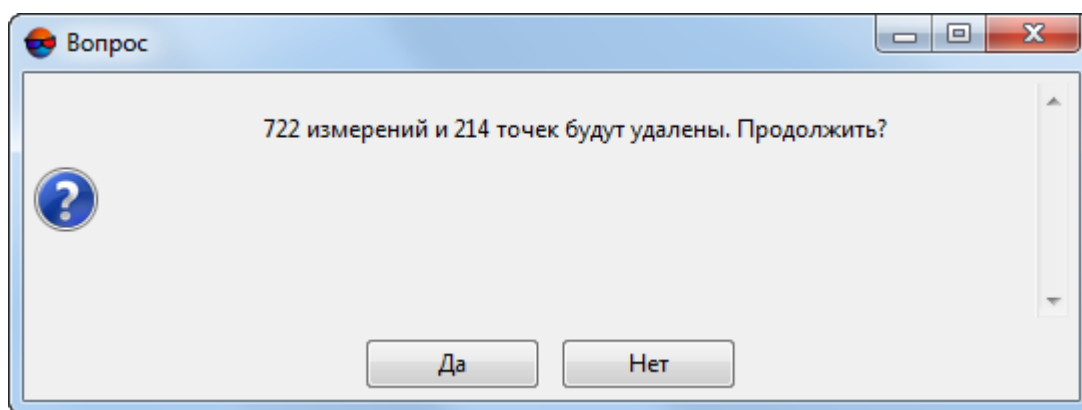 Вопрос
722 измерений и 214 точек будут удалены. Продолжить?
Да
Нет